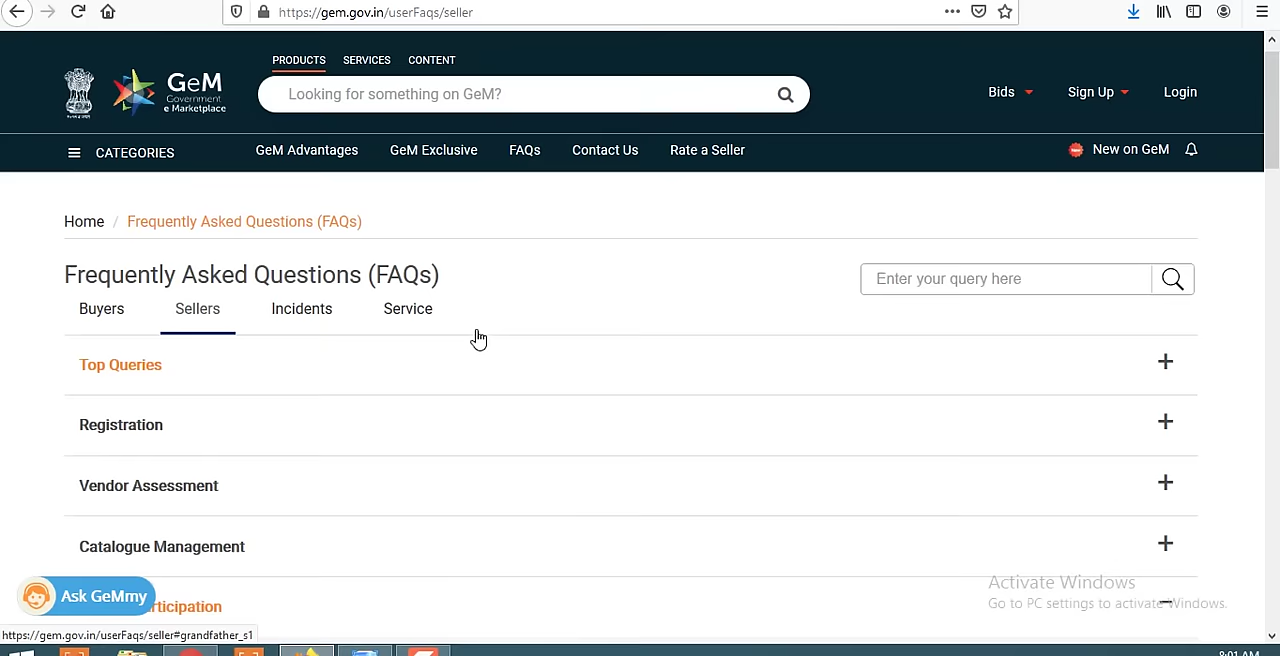 https://gem.gov.in/userFaqs/seller
PRODUCTS SERVICES CONTENT
GeM
Government
e Marketplace
Looking for something on GeM?
Bids Sign Up Login
CATEGORIES GeM Advantages GeM Exclusive FAQs Contact Us Rate a Seller New on GeM
Home / Frequently Asked Questions (FAQs)
Frequently Asked Questions (FAQs)
Enter your query here
Buyers Sellers Incidents Service
Top Queries
Registration
Vendor Assessment
Catalogue Management
Activate Windows
Go to PC settings to activate Windows.
Ask GeMmy
rticipation
https://gem.gov.in/userFaqs/seller#grandfather_s1
8:01 AM